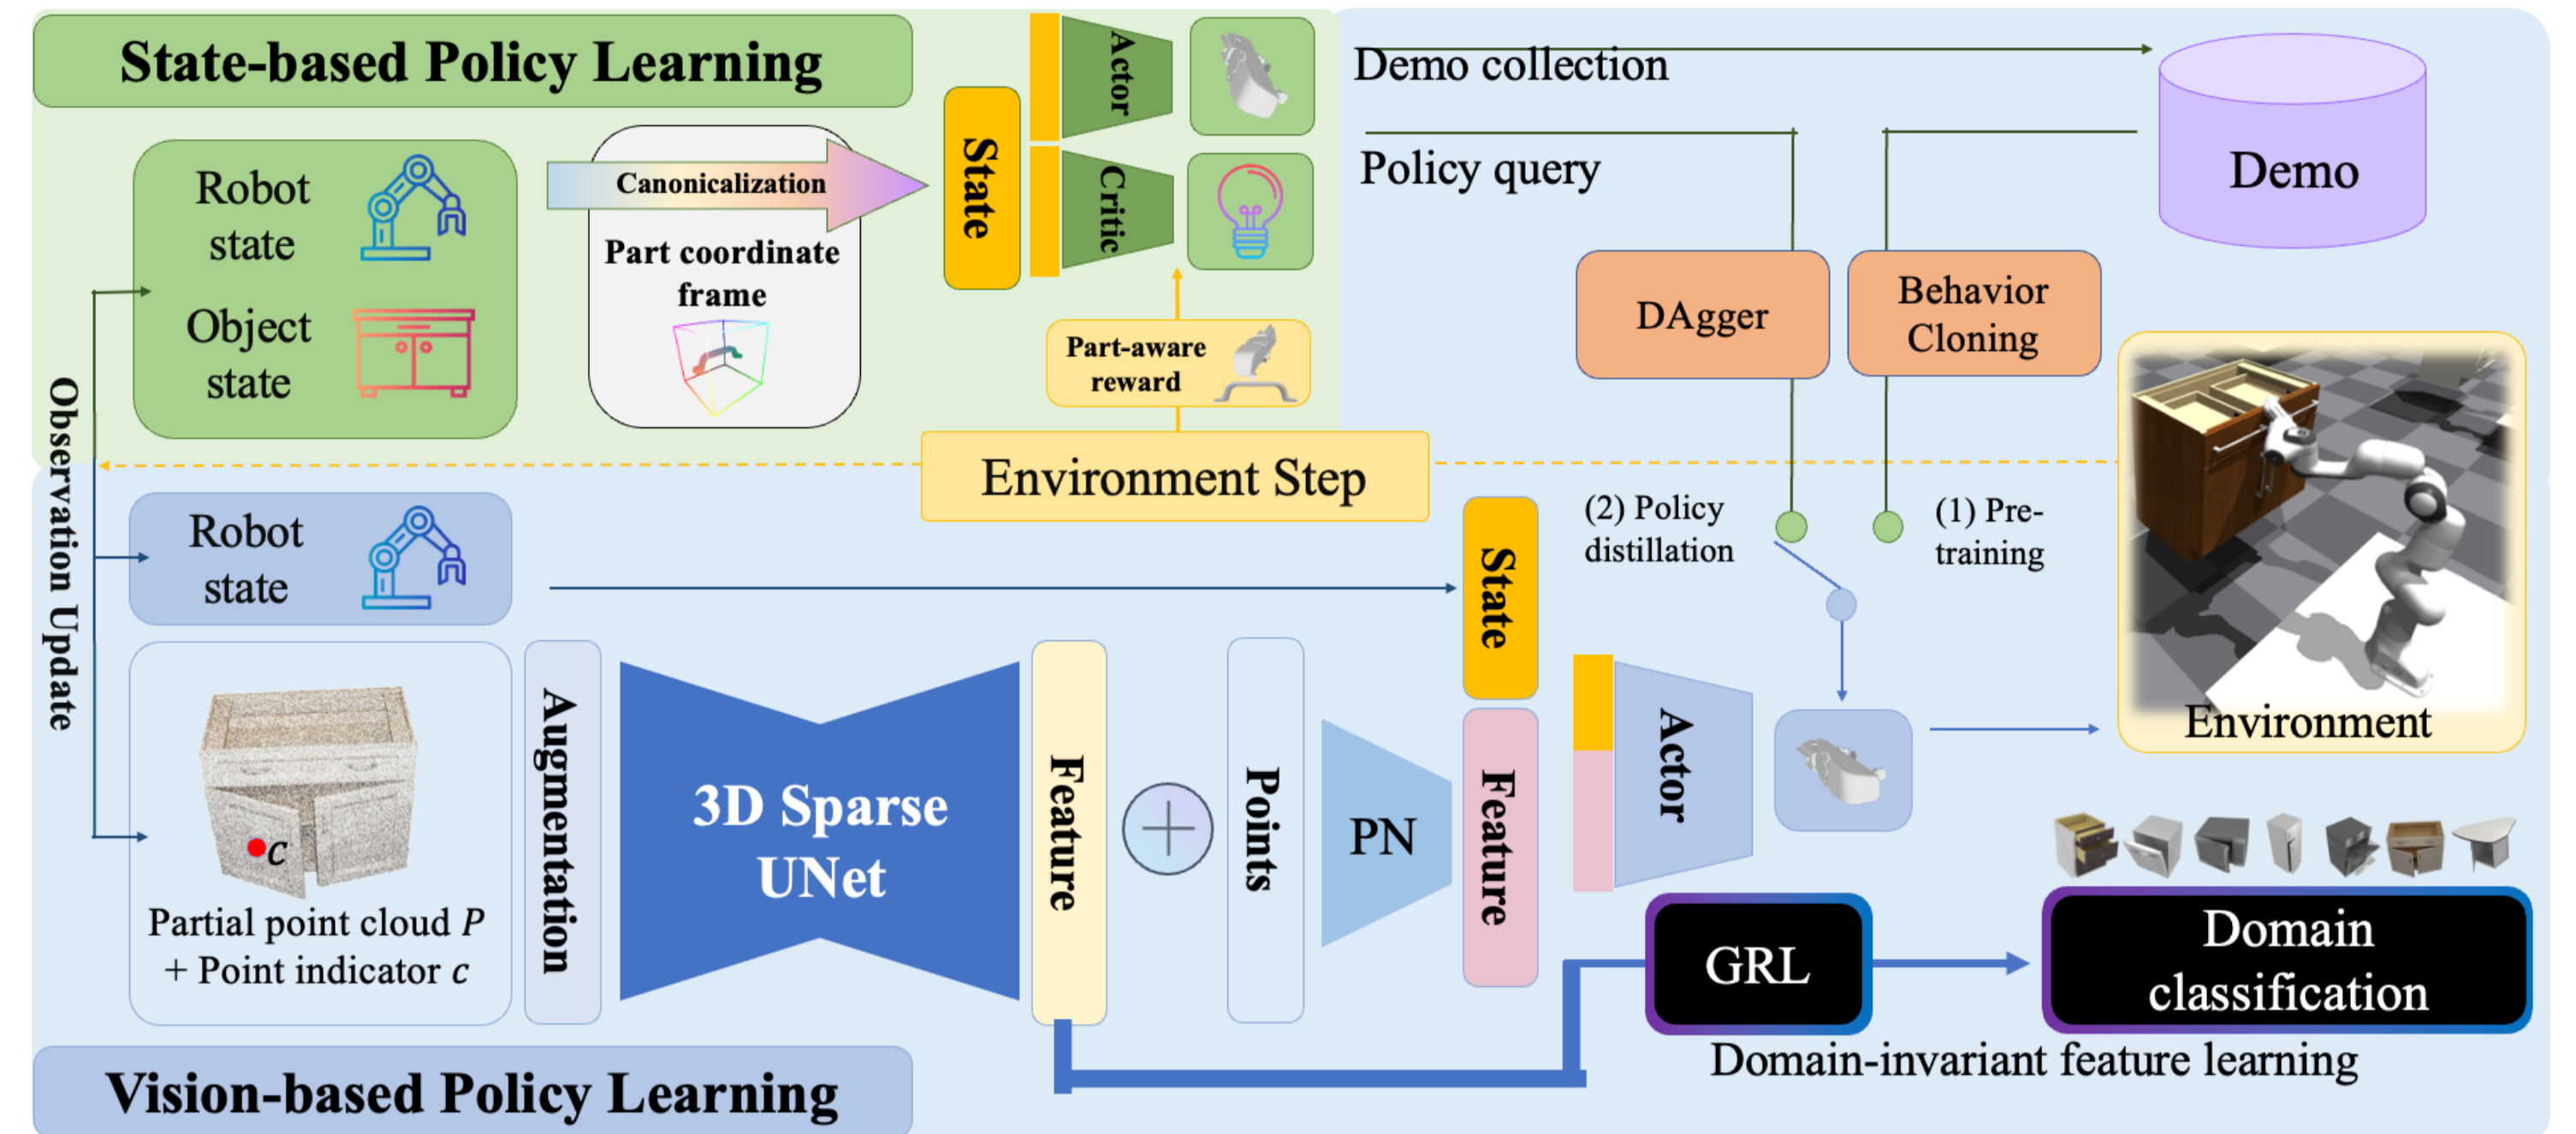 State-based Policy Learning
Robot
state
Object
state
Canonicalization
Part coordinate
frame
State
Actor
Critic
Part-aware
reward
Demo collection
Policy query
Demo
DAgger
Behavior
Cloning
Environment Step
Observation Update
(2) Policy
distillation
(1) Pre-
training
Environment
Robot
state
Partial point cloud P
+ Point indicator c
c
Augmentation
3D Sparse
UNet
Feature
Points
PN
State
Feature
Actor
GRL
Domain
classification
Domain-invariant feature learning
Vision-based Policy Learning